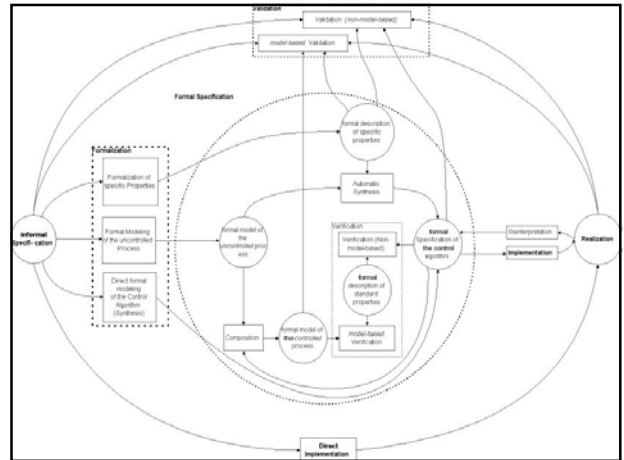 Validation
Validation (non-model-based)
model-based Validation
Formal Specification
formal description
of specific
properties
Formalization
Formalization of
specific Properties
Automatic
Synthesis
Informal
Specifi- cation
Formal Modeling of
the uncontrolled
Process
formal model of
the
uncontrolled proc
ess
Verification
Verification (Non-
model-based)
formal
Specification of
the control
algorithm
Reinterpretation
Implementation
Realization
Direct formal
modeling
of the Control
Algorithm
(Synthesis)
formal
description of
standard
properties
Composition
formal model of
the controlled
process
model-based
Verification
Direct
Implementation